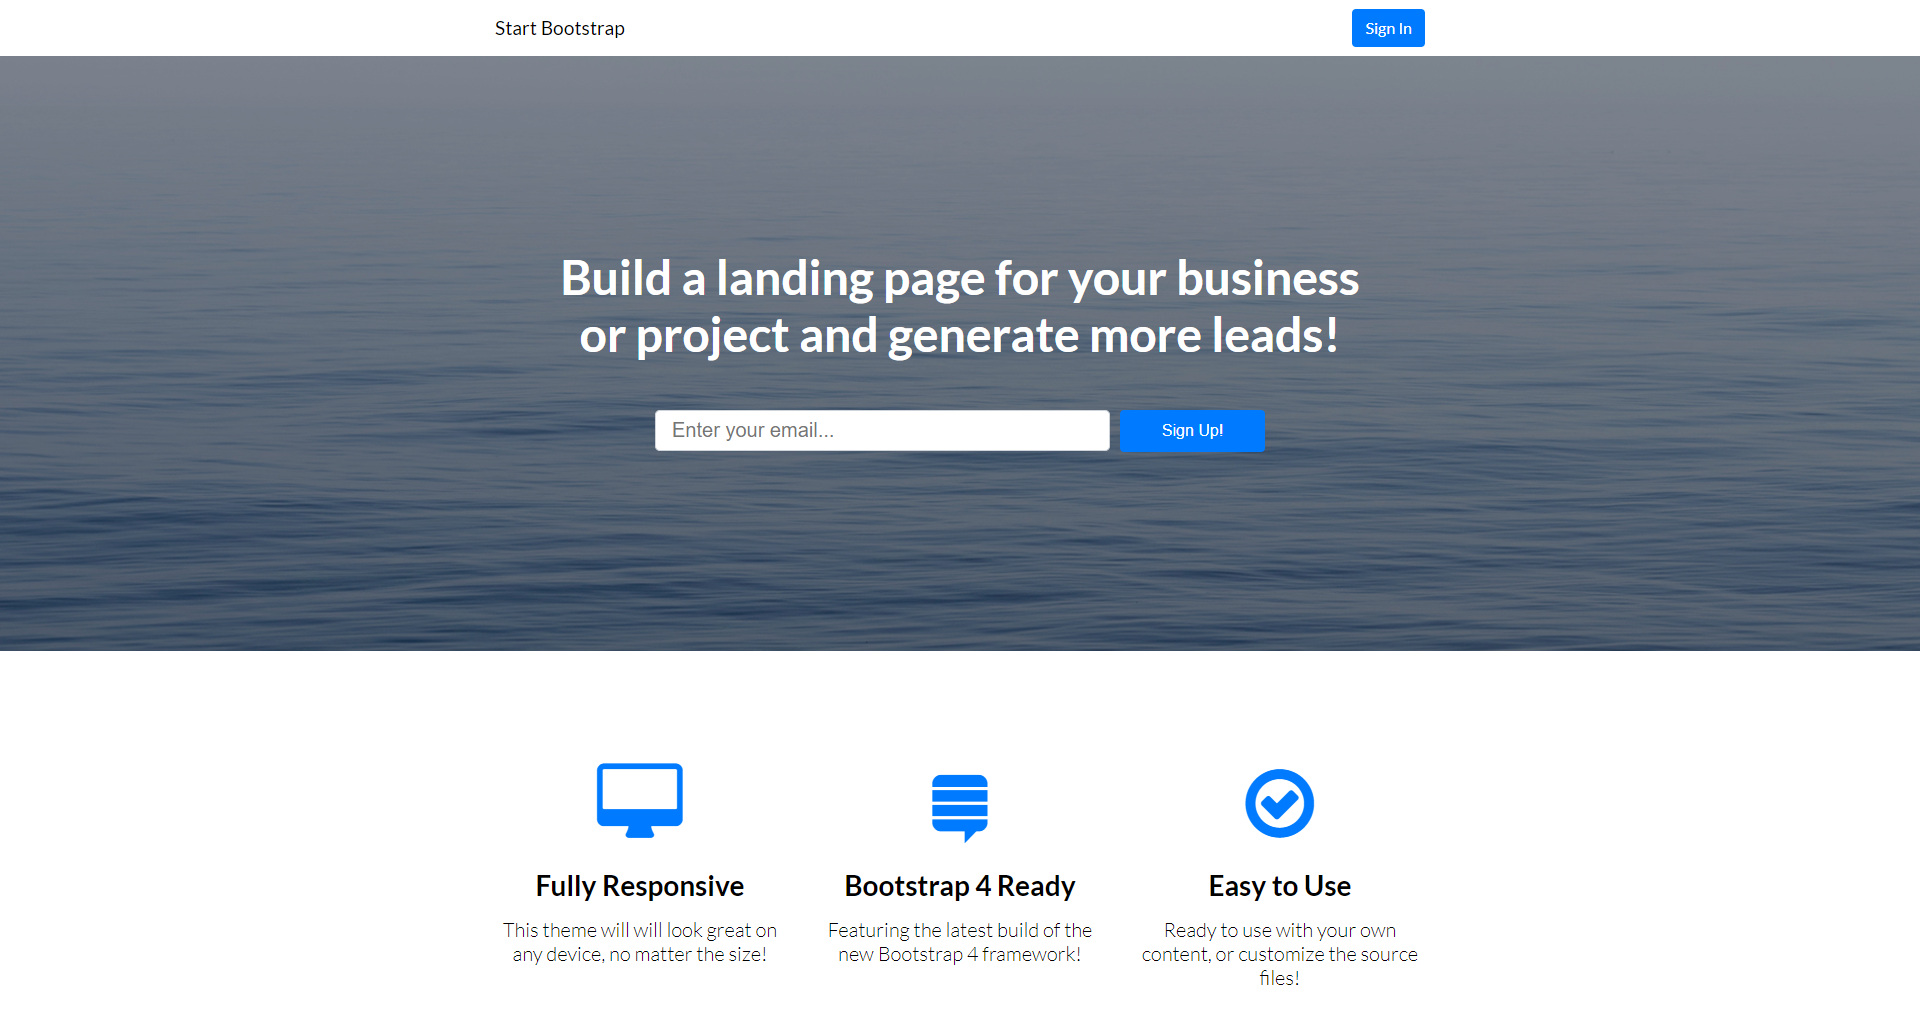 Start Bootstrap
Sign In
Build a landing page for your business
or project and generate more leads!
Enter your email...
Sign Up!
Fully Responsive
This theme will will look great on
any device, no matter the size!
Bootstrap 4 Ready
Featuring the latest build of the
new Bootstrap 4 framework!
Easy to Use
Ready to use with your own
content, or customize the source
files!